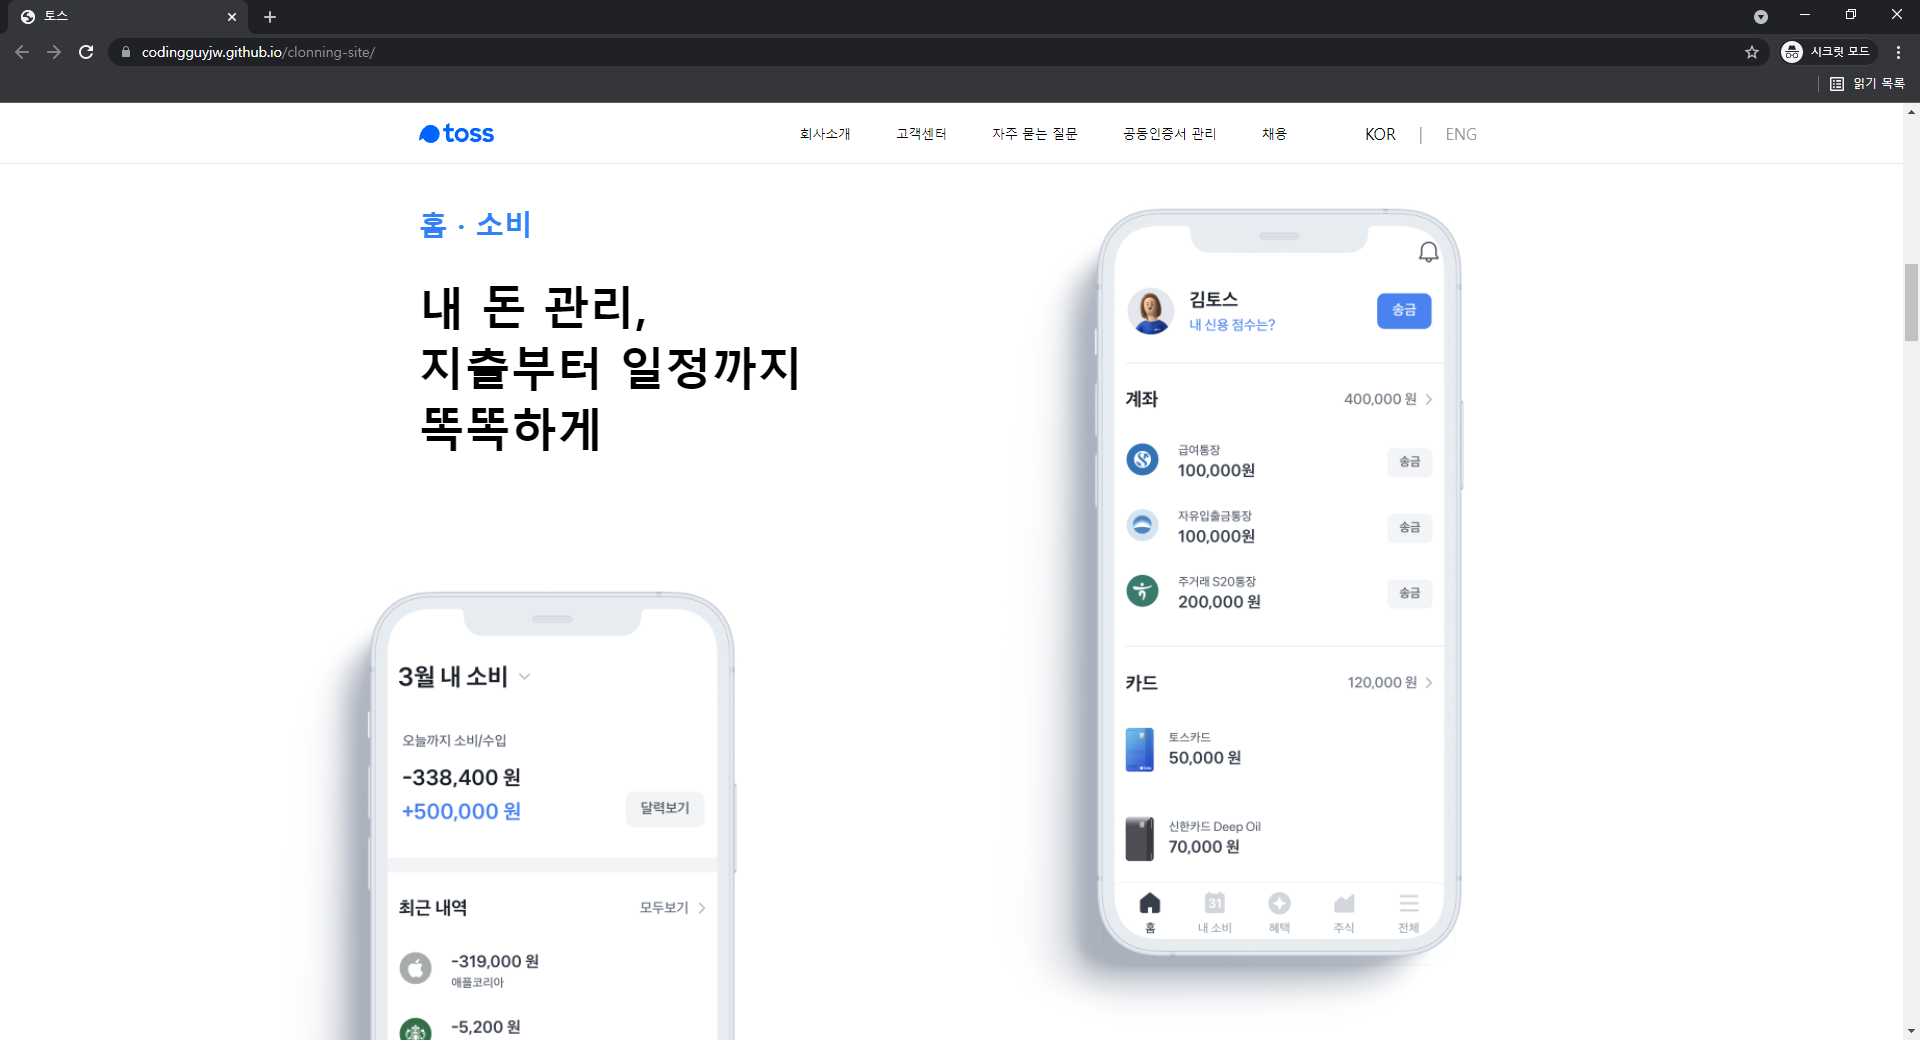 토스
codingguyjw.github.io/clonning-site/
시크릿 모드
읽기 목록
toss
회사소개
고객센터
자주 묻는 질문
공동인증서 관리
채용
KOR
|
ENG
홈 · 소비
내 돈 관리,
지출부터 일정까지
똑똑하게
3월 내 소비
오늘까지 소비/수입
-338,400 원
+500,000 원
달력보기
최근 내역
모두보기
-319,000 원
애플코리아
-5,200 원
김토스
내 신용 점수는?
송금
계좌
400,000 원
급여통장
100,000원
송금
자유입출금통장
100,000원
송금
주거래 S20통장
200,000 원
송금
카드
120,000 원
토스카드
50,000 원
신한카드 Deep Oil
70,000 원
31
홈
내 소비
혜택
주식
전체